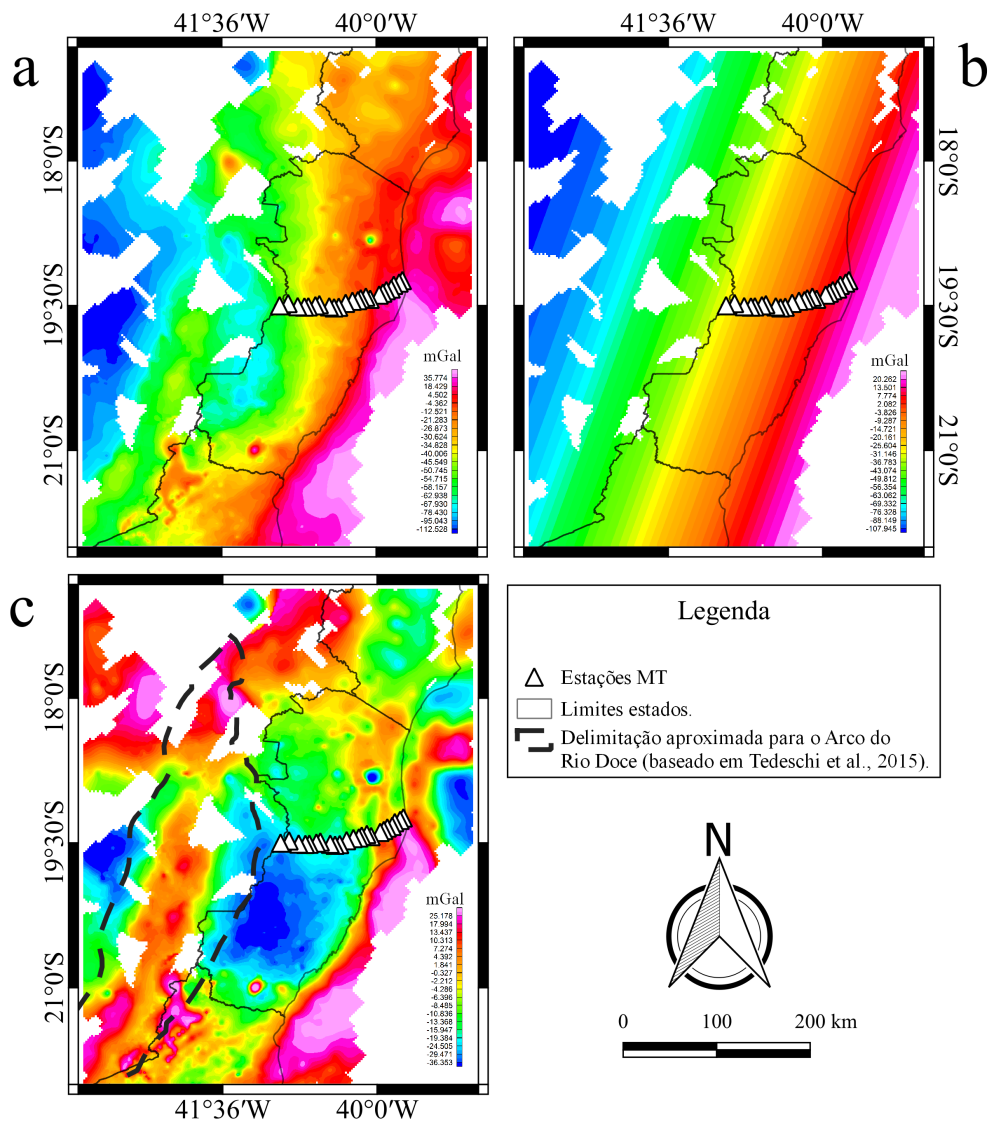 41°36′W 40°0.0′W
a
b
18°0′S
19°30′S
21°0′S
mGal
35.774
18.429
4.502
-4.362
-12.521
-21.283
-26.873
-30.624
-34.828
-40.006
-45.549
-50.745
-54.715
-58.157
-62.938
-67.930
-78.430
-95.043
-112.528
41°36′W 40°0.0′W
18°0′S
19°30′S
21°0′S
mGal
20.262
13.501
7.774
2.082
-3.826
-9.287
-14.721
-20.161
-25.604
-31.146
-36.783
-43.074
-49.812
-56.354
-63.062
-69.332
-76.328
-88.149
-107.945
c
18°0′S
19°30′S
21°0′S
mGal
25.178
17.994
13.437
10.313
7.274
4.392
1.841
-0.327
-2.212
-4.286
-6.396
-8.485
-10.836
-13.368
-15.947
-19.384
-24.505
-29.471
-36.353
41°36′W 40°0.0′W
Legenda
Estações MT
Limites estados.
Delimitação aproximada para o Arco do
Rio Doce (baseado em Tedeschi et al., 2015).
N
0 100 200 km